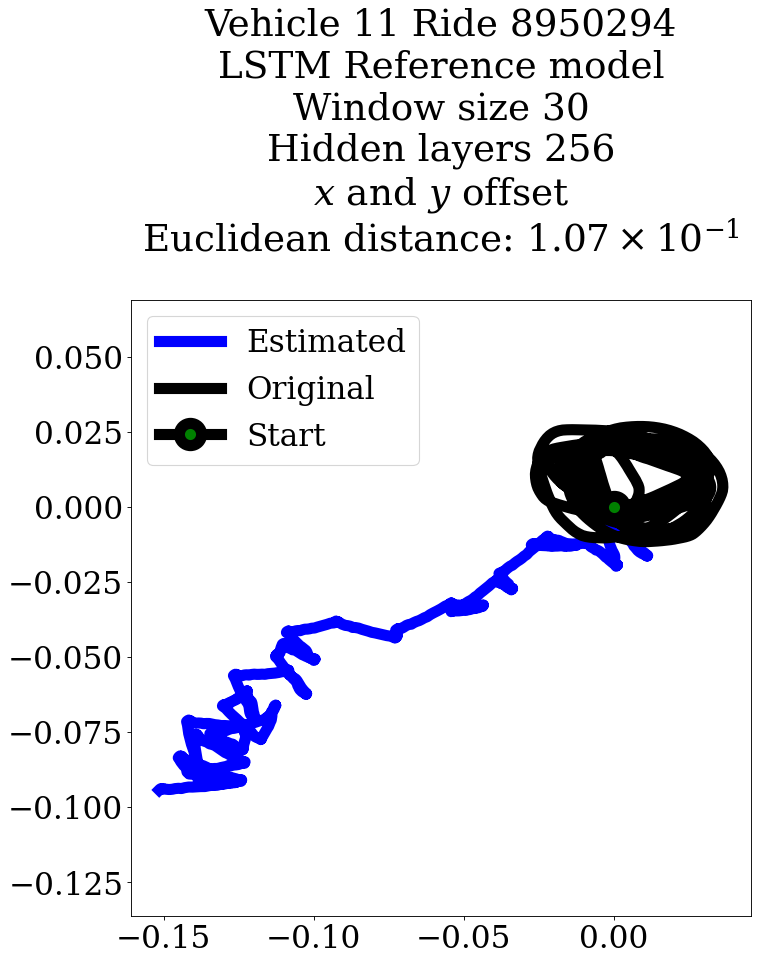 Vehicle 11 Ride 8950294
LSTM Reference model
Window size 30
Hidden layers 256
x and y offset
Euclidean distance: 1.07 × 10⁻¹
Estimated
Original
Start
0.050
0.025
0.000
−0.025
−0.050
−0.075
−0.100
−0.125
−0.15 −0.10 −0.05 0.00